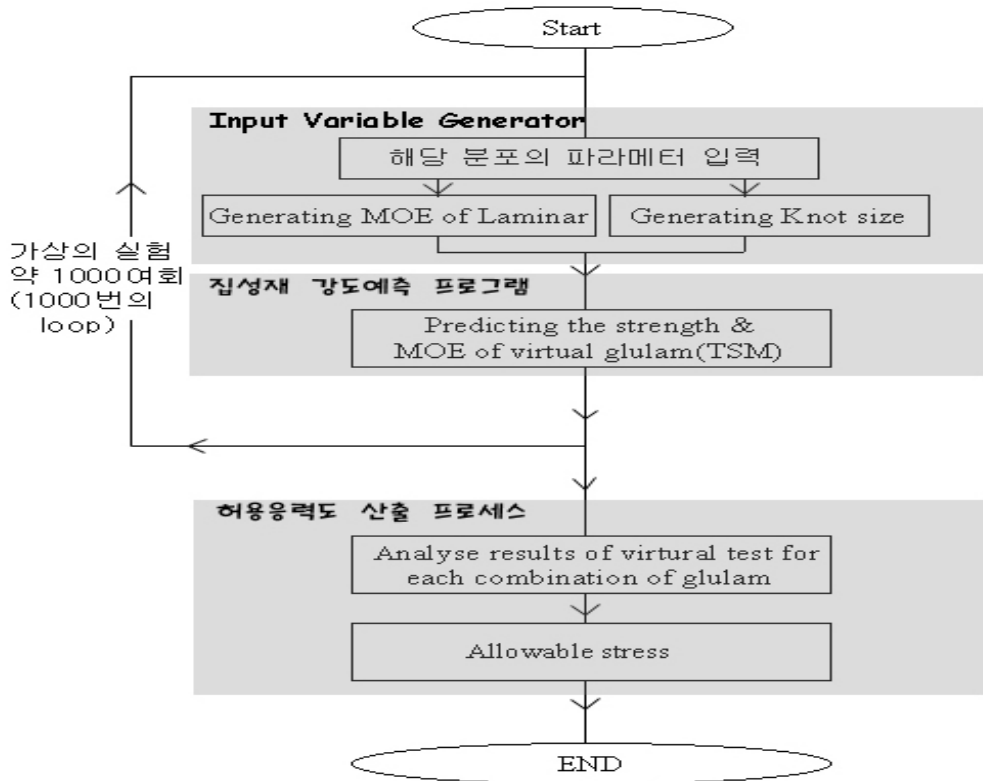 Start
Input Variable Generator
해당 분포의 파라메터 입력
Generating MOE of Laminar
Generating Knot size
가상의 실험
약 1000여회
(1000번의
loop)
집성재 강도예측 프로그램
Predicting the strength &
MOE of virtual glulam(TSM)
허용응력도 산출 프로세스
Analyse results of virtural test for
each combination of glulam
Allowable stress
END